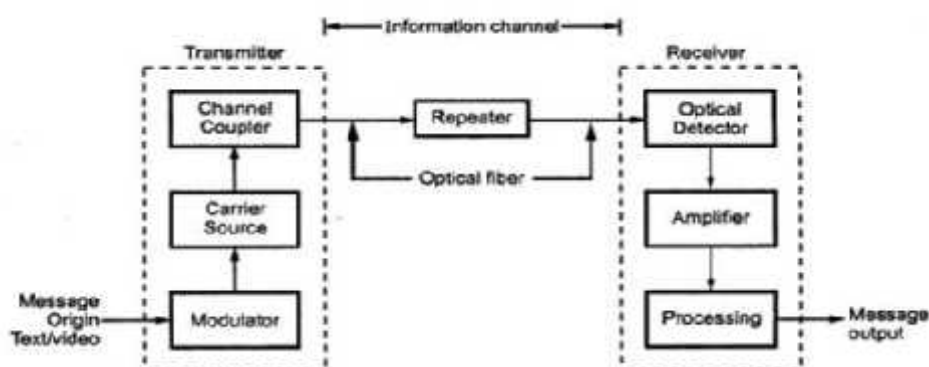 Information channel
Transmitter
Receiver
Channel
Coupler
Repeater
Optical
Detector
Optical fiber
Carrier
Source
Amplifier
Message
Origin
Text/video
Modulator
Processing
Message
output